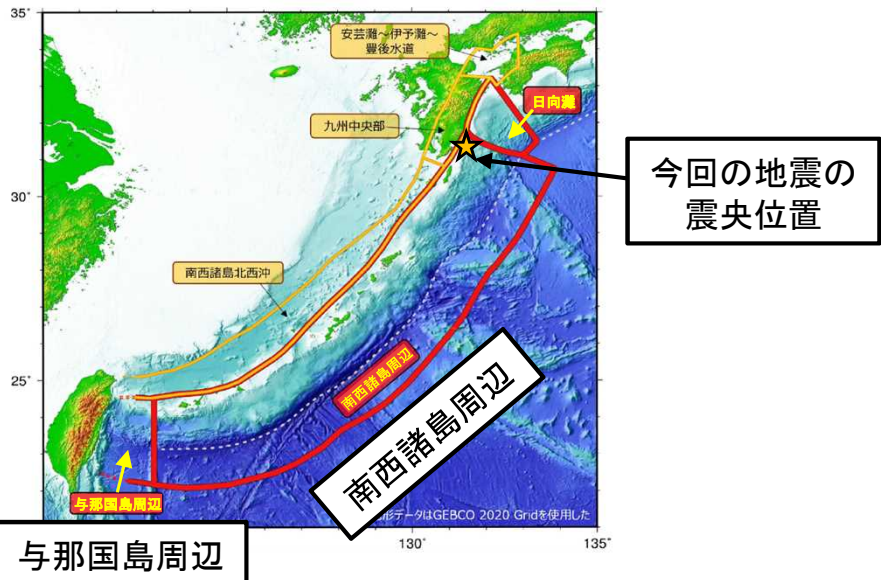 35°
安芸灘~伊予灘~
豊後水道
日向灘
九州中央部
30°
今回の地震の
震央位置
南西諸島北西沖
25°
南西諸島周辺
南西諸島周辺
与那国島周辺
形データはGEBCO 2020 Gridを使用した
与那国島周辺
130°
135°